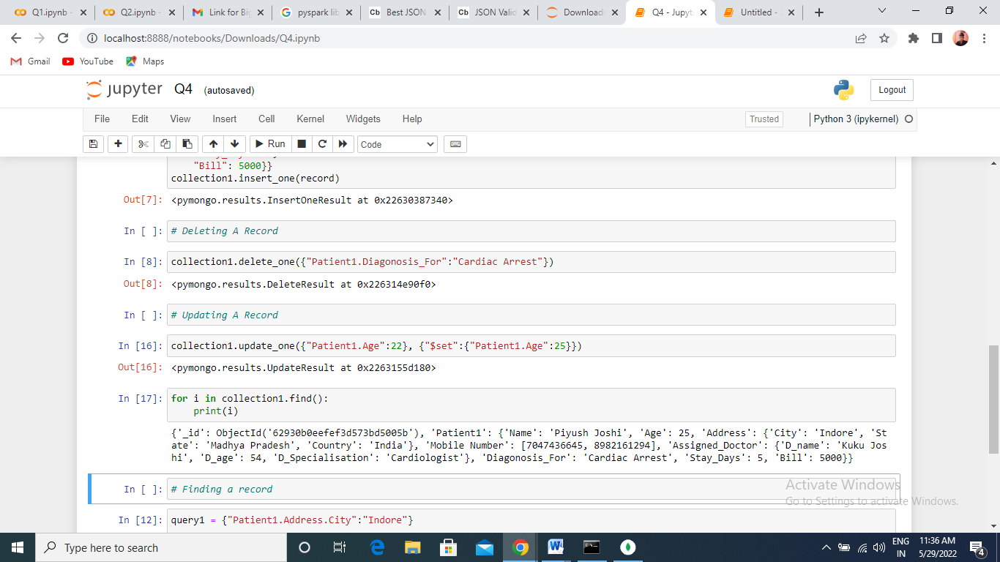 Q1.ipynb -
Q2.ipynb -
Link for Big
pyspark lib
Best JSON
JSON Valid
Downloads
Q4 - Jupyt
Untitled -
localhost:8888/notebooks/Downloads/Q4.ipynb
Gmail YouTube Maps
jupyter Q4 (autosaved) Logout
File Edit View Insert Cell Kernel Widgets Help Trusted Python 3 (ipykernel)
Run Code
"Bill": 5000}}
collection1.insert_one(record)
Out[7]: <pymongo.results.InsertOneResult at 0x22630387340>
In [ ]: # Deleting A Record
In [8]: collection1.delete_one({"Patient1.Diagonosis_For":"Cardiac Arrest"})
Out[8]: <pymongo.results.DeleteResult at 0x226314e90f0>
In [ ]: # Updating A Record
In [16]: collection1.update_one({"Patient1.Age":22}, {"$set":{"Patient1.Age":25}})
Out[16]: <pymongo.results.UpdateResult at 0x2263155d180>
In [17]: for i in collection1.find():
print(i)
{'_id': ObjectId('62930b0eefef3d573bd5005b'), 'Patient1': {'Name': 'Piyush Joshi', 'Age': 25, 'Address': {'City': 'Indore', 'St
ate': 'Madhya Pradesh', 'Country': 'India'}, 'Mobile Number': [7047436645, 8982161294], 'Assigned_Doctor': {'D_name': 'Kuku Jos
hi', 'D_age': 54, 'D_Specialisation': 'Cardiologist'}, 'Diagonosis_For': 'Cardiac Arrest', 'Stay_Days': 5, 'Bill': 5000}}
In [ ]: # Finding a record
Activate Windows
Go to Settings to activate Windows.
In [12]: query1 = {"Patient1.Address.City":"Indore"}
Type here to search
ENG 11:36 AM
IN 5/29/2022
4